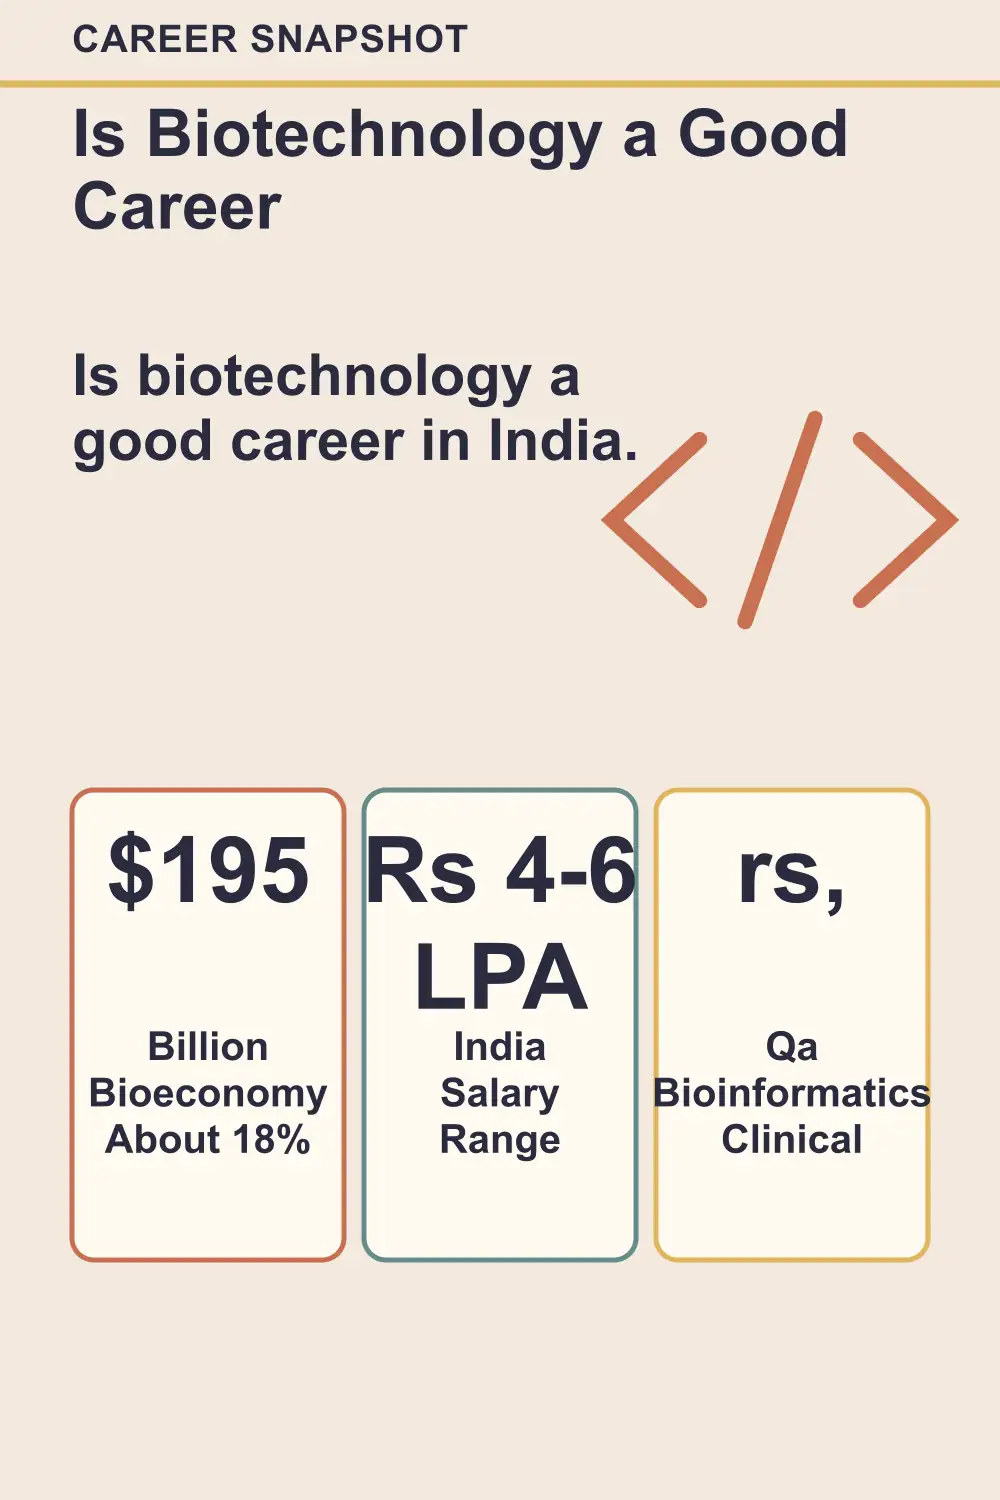 CAREER SNAPSHOT
Is Biotechnology a Good
Career
Is biotechnology a
good career in India.
$195
Billion
Bioeconomy
About 18%
Rs 4-6
LPA
India
Salary
Range
rs,
Qa
Bioinformatics
Clinical